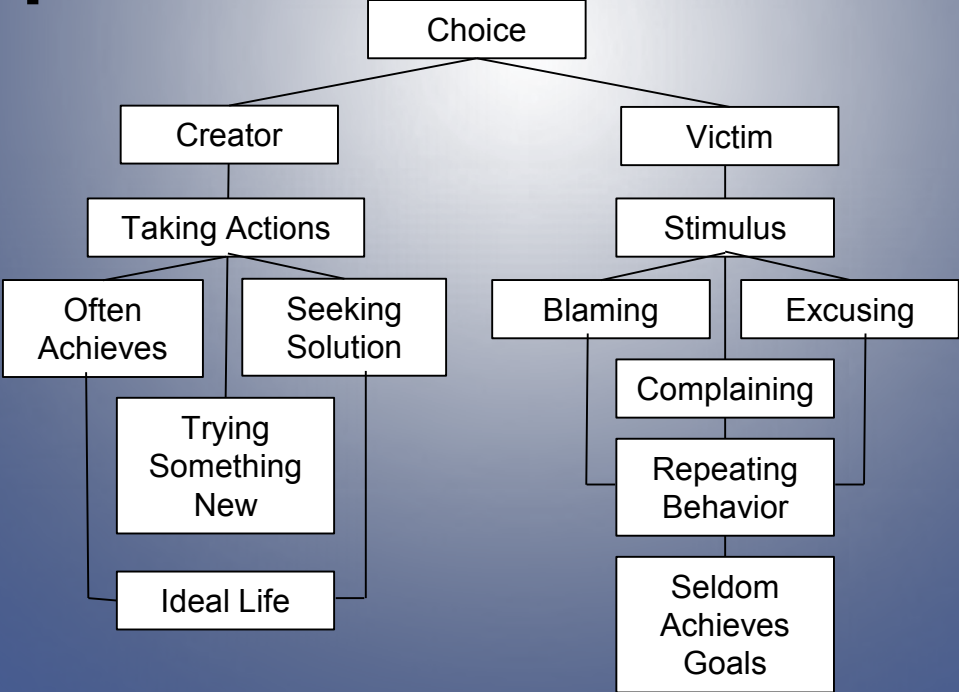 Choice
Creator
Victim
Taking Actions
Stimulus
Often
Achieves
Seeking
Solution
Blaming
Excusing
Trying
Something
New
Complaining
Repeating
Behavior
Ideal Life
Seldom
Achieves
Goals